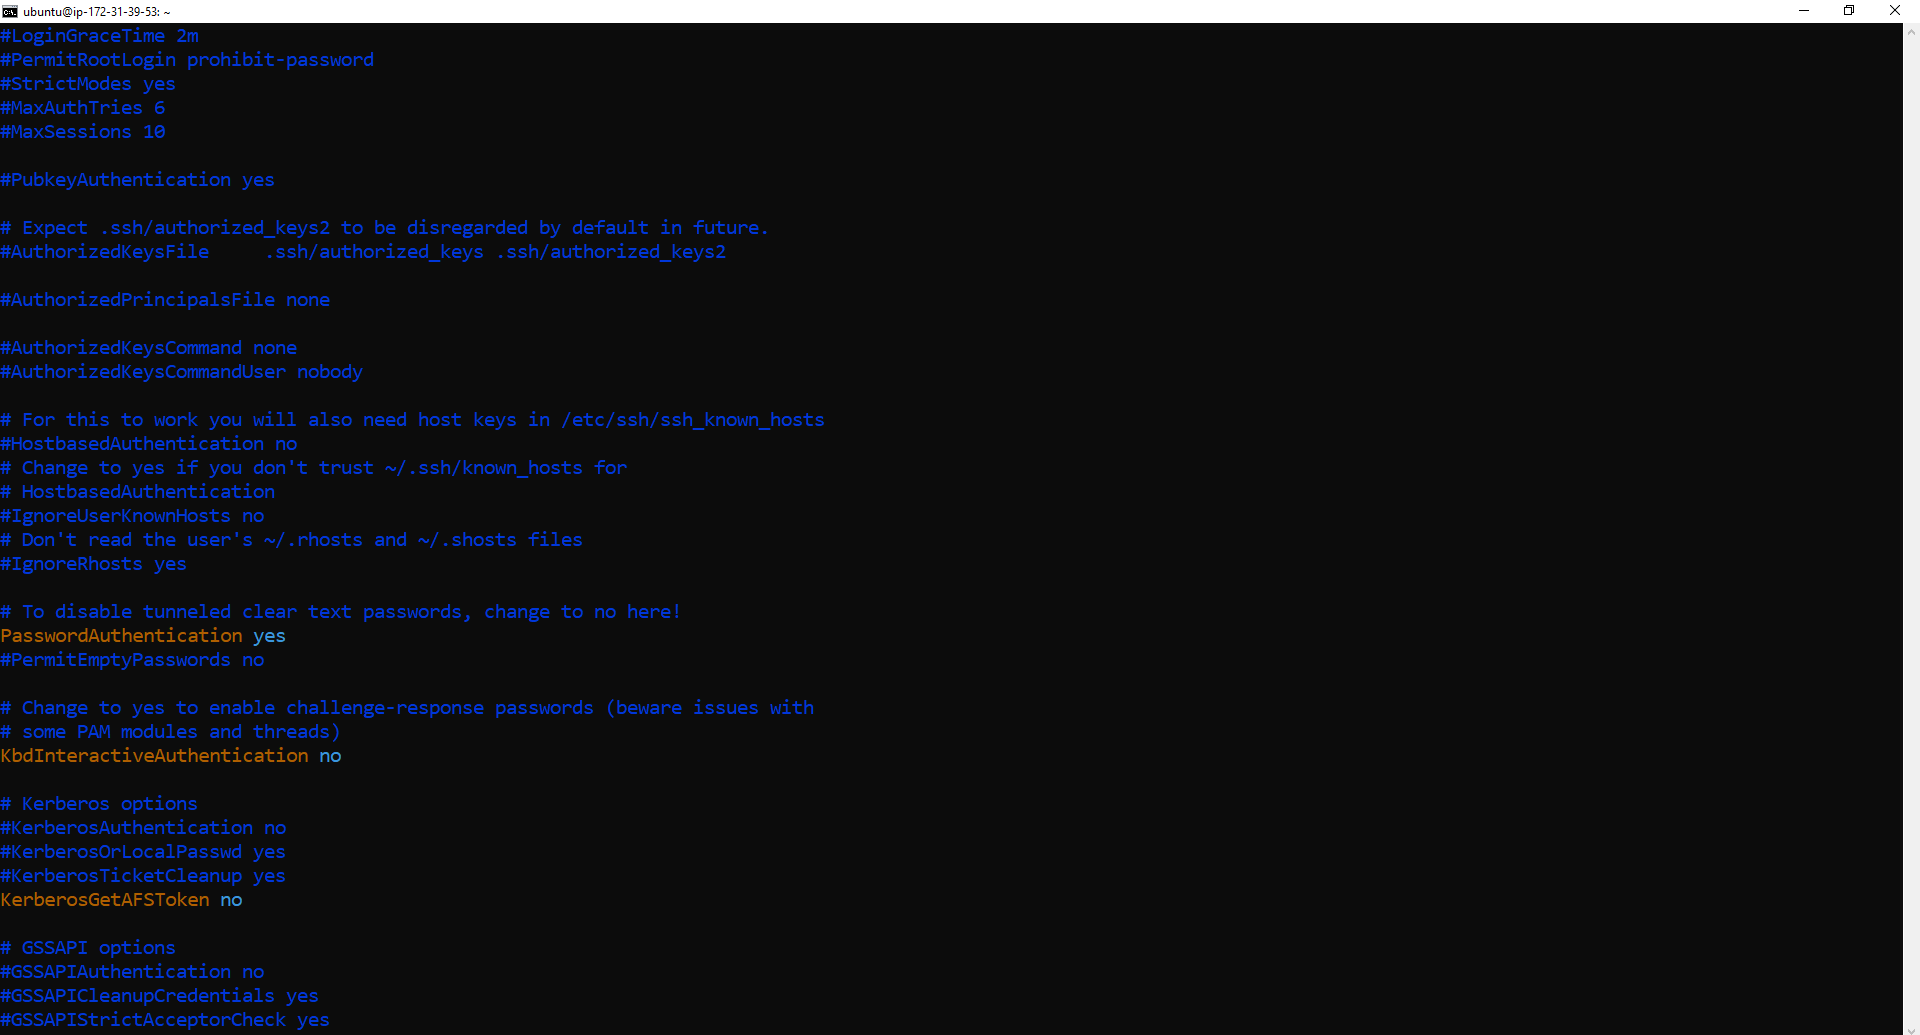 ubuntu@ip-172-31-39-53: ~
#LoginGraceTime 2m
#PermitRootLogin prohibit-password
#StrictModes yes
#MaxAuthTries 6
#MaxSessions 10
#PubkeyAuthentication yes
# Expect .ssh/authorized_keys2 to be disregarded by default in future.
#AuthorizedKeysFile     .ssh/authorized_keys .ssh/authorized_keys2
#AuthorizedPrincipalsFile none
#AuthorizedKeysCommand none
#AuthorizedKeysCommandUser nobody
# For this to work you will also need host keys in /etc/ssh/ssh_known_hosts
#HostbasedAuthentication no
# Change to yes if you don't trust ~/.ssh/known_hosts for
# HostbasedAuthentication
#IgnoreUserKnownHosts no
# Don't read the user's ~/.rhosts and ~/.shosts files
#IgnoreRhosts yes
# To disable tunneled clear text passwords, change to no here!
PasswordAuthentication yes
#PermitEmptyPasswords no
# Change to yes to enable challenge-response passwords (beware issues with
# some PAM modules and threads)
KbdInteractiveAuthentication no
# Kerberos options
#KerberosAuthentication no
#KerberosOrLocalPasswd yes
#KerberosTicketCleanup yes
KerberosGetAFSToken no
# GSSAPI options
#GSSAPIAuthentication no
#GSSAPICleanupCredentials yes
#GSSAPIStrictAcceptorCheck yes